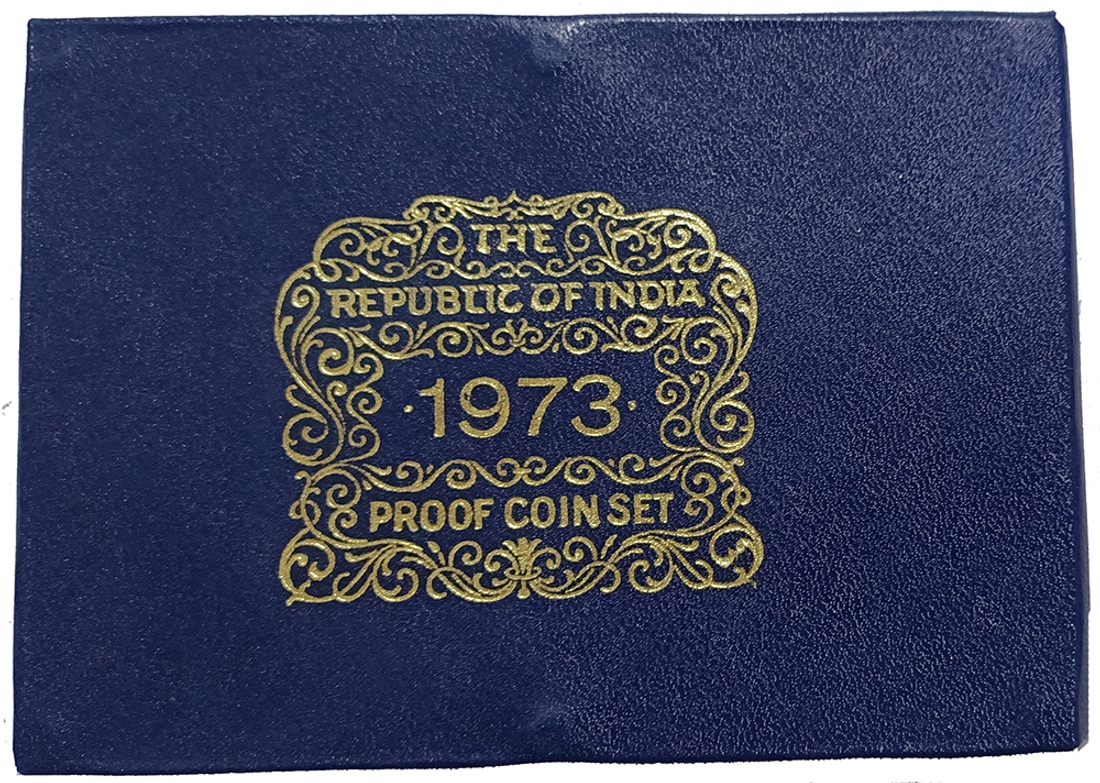 THE
REPUBLIC OF INDIA
·1973·
PROOF COIN SET